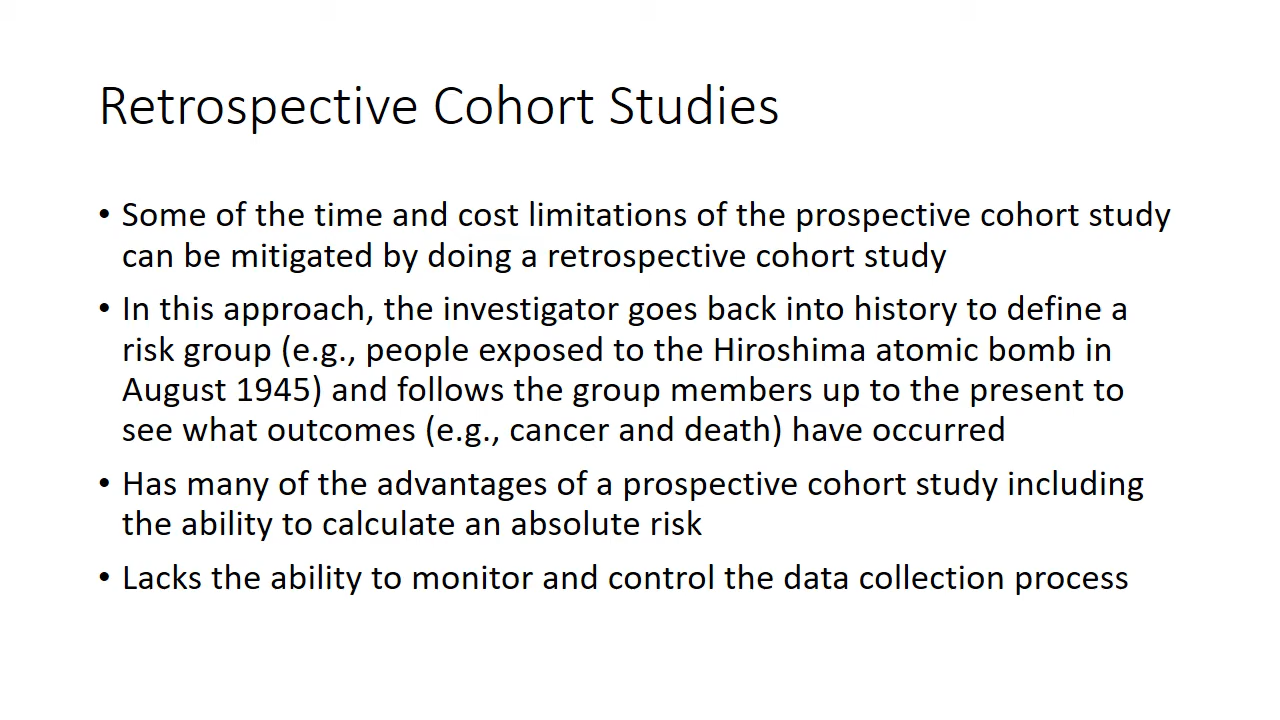 Retrospective Cohort Studies
• Some of the time and cost limitations of the prospective cohort study
can be mitigated by doing a retrospective cohort study
• In this approach, the investigator goes back into history to define a
risk group (e.g., people exposed to the Hiroshima atomic bomb in
August 1945) and follows the group members up to the present to
see what outcomes (e.g., cancer and death) have occurred
• Has many of the advantages of a prospective cohort study including
the ability to calculate an absolute risk
• Lacks the ability to monitor and control the data collection process